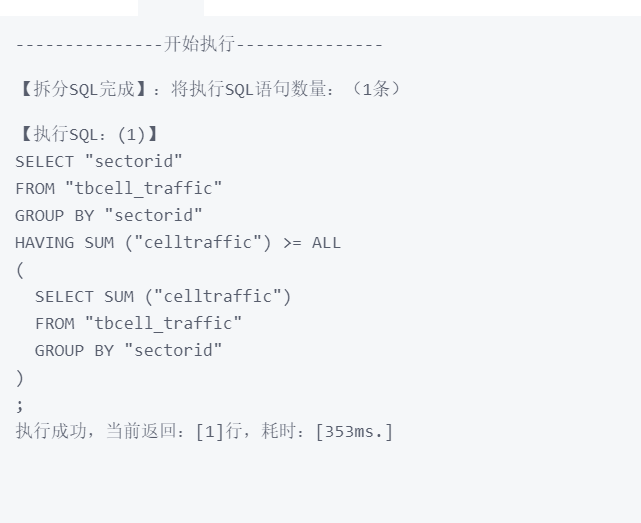 ---------------开始执行---------------
【拆分SQL完成】：将执行SQL语句数量：（1条）
【执行SQL：(1)】
SELECT "sectorid"
FROM "tbcell_traffic"
GROUP BY "sectorid"
HAVING SUM ("celltraffic") >= ALL
(
  SELECT SUM ("celltraffic")
  FROM "tbcell_traffic"
  GROUP BY "sectorid"
)
;
执行成功，当前返回：[1]行，耗时：[353ms.]